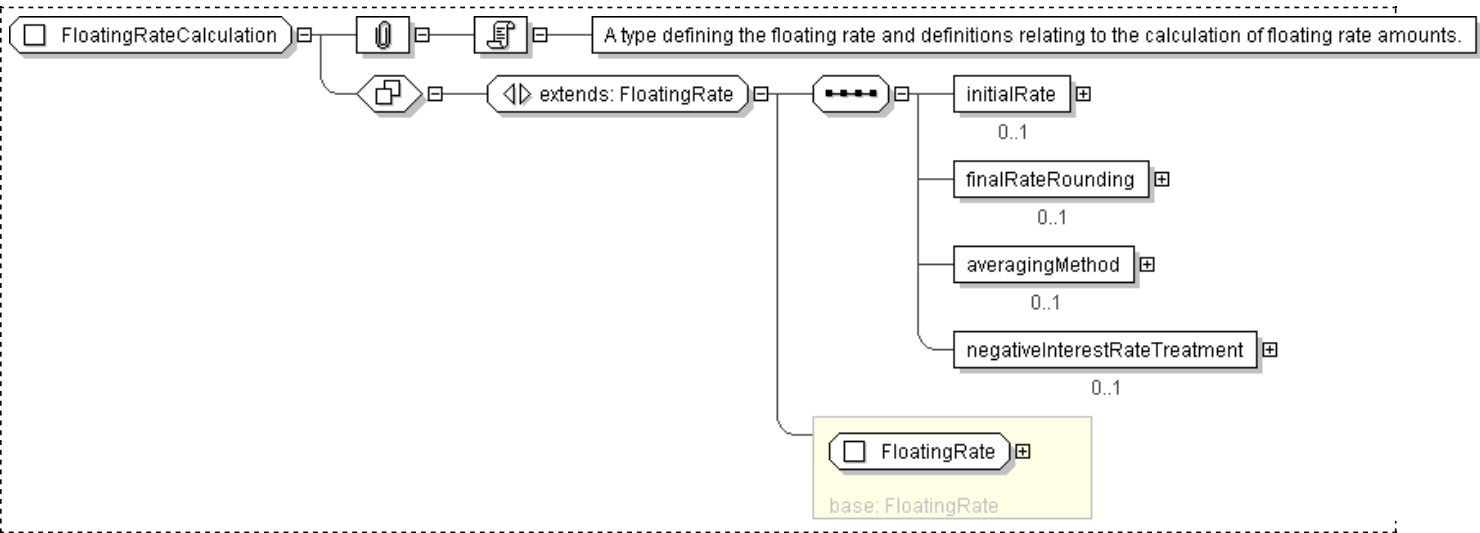 FloatingRateCalculation
A type defining the floating rate and definitions relating to the calculation of floating rate amounts.
extends: FloatingRate
initialRate
0..1
finalRateRounding
0..1
averagingMethod
0..1
negativeInterestRateTreatment
0..1
FloatingRate
base: FloatingRate